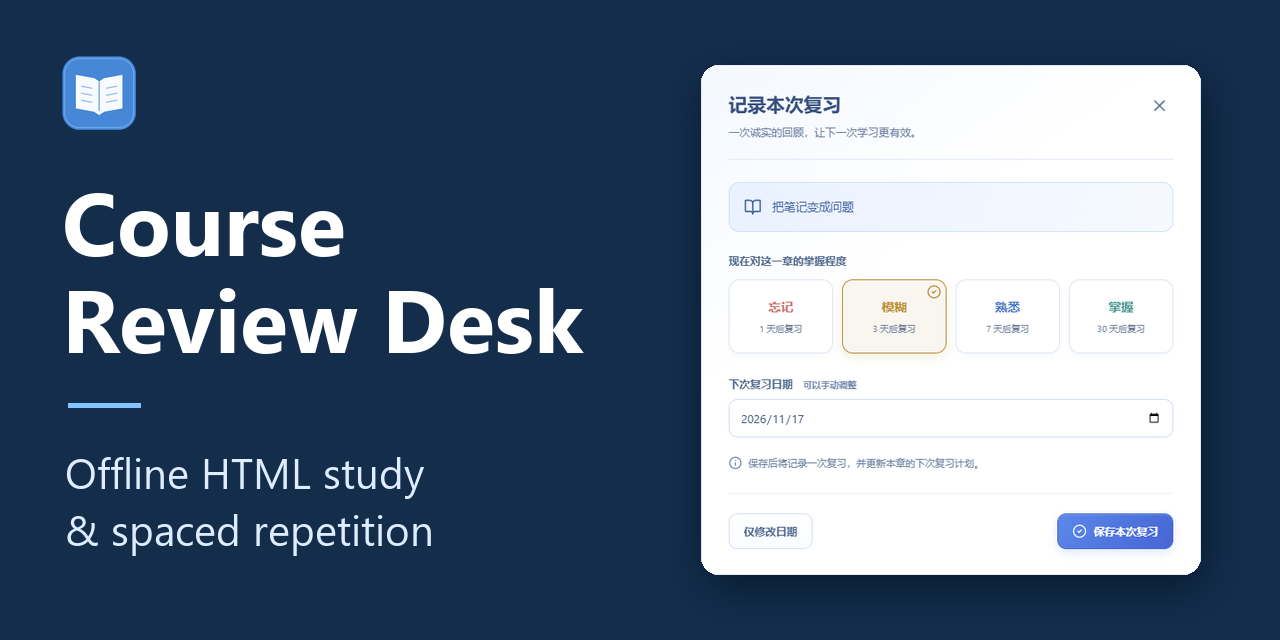 Course
Review Desk
Offline HTML study
& spaced repetition
记录本次复习
一次诚实的回顾，让下一次学习更有效。
把笔记变成问题
现在对这一章的掌握程度
忘记
1 天后复习
模糊
3 天后复习
熟悉
7 天后复习
掌握
30 天后复习
下次复习日期 可以手动调整
2026/11/17
保存后将记录一次复习，并更新本章的下次复习计划。
仅修改日期
保存本次复习